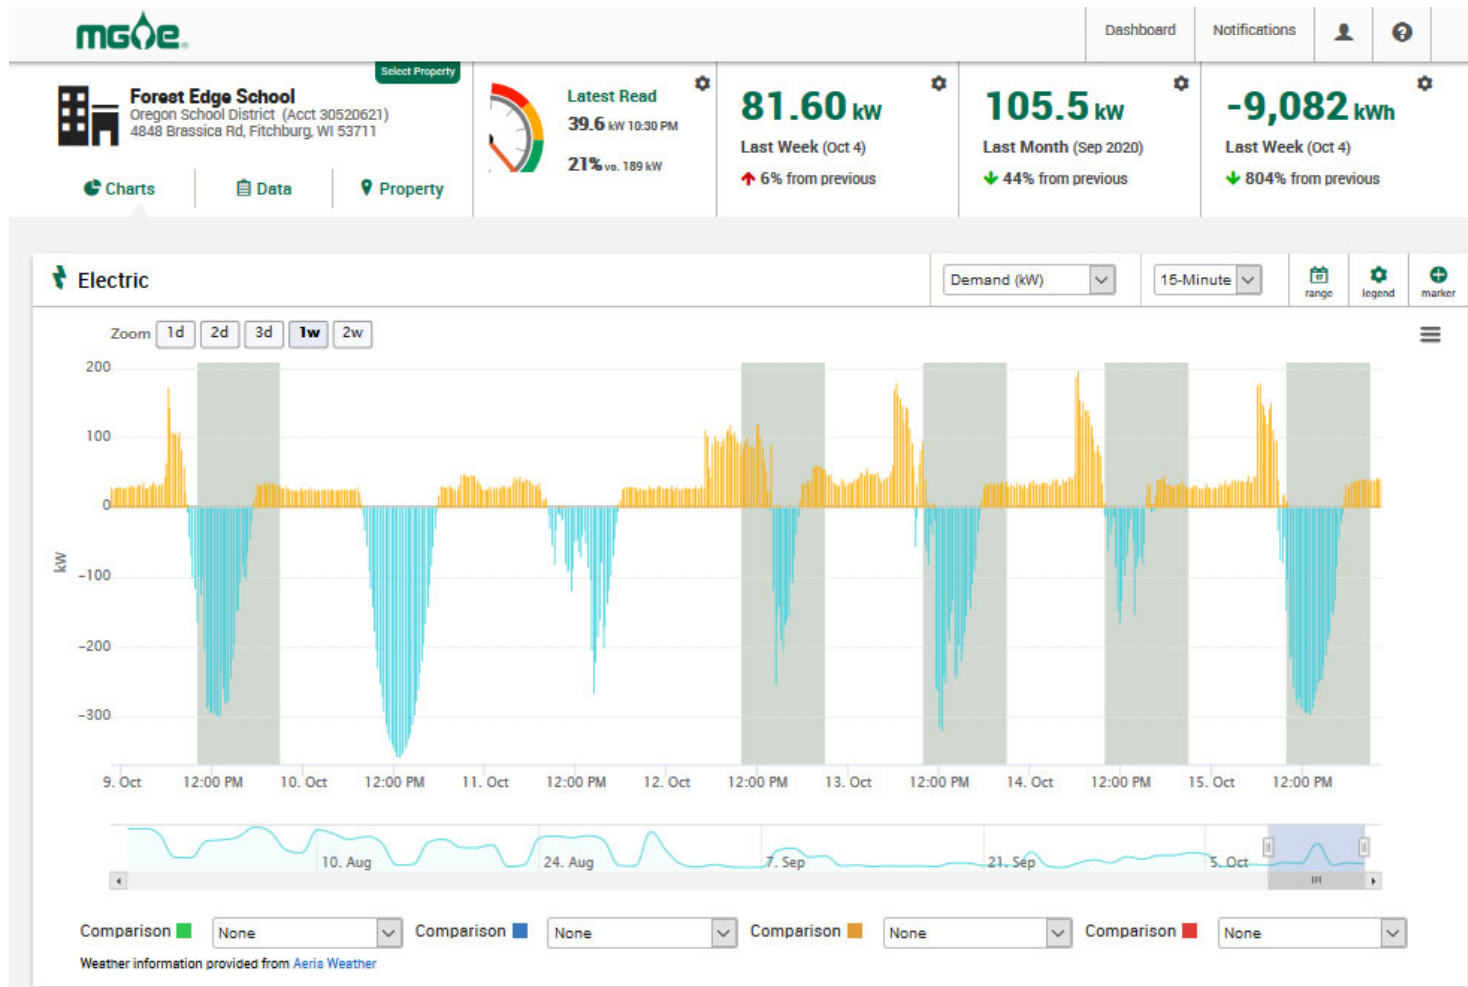 mge®
Dashboard
Notifications
Select Property
Forest Edge School
Oregon School District (Acct 30520621)
4848 Brassica Rd, Fitchburg, WI 53711
Charts
Data
Property
Latest Read
39.6 kW 10:30 PM
21% vs. 189 kW
81.60 kW
Last Week (Oct 4)
6% from previous
105.5 kW
Last Month (Sep 2020)
44% from previous
-9,082 kWh
Last Week (Oct 4)
804% from previous
Electric
Demand (kW)
15-Minute
range
legend
marker
Zoom 1d 2d 3d 1w 2w
200
100
0
-100
-200
-300
kW
9. Oct 12:00 PM 10. Oct 12:00 PM 11. Oct 12:00 PM 12. Oct 12:00 PM 13. Oct 12:00 PM 14. Oct 12:00 PM 15. Oct 12:00 PM
10. Aug 24. Aug 7. Sep 21. Sep 5. Oct
Comparison None Comparison None Comparison None Comparison None
Weather information provided from Aeris Weather